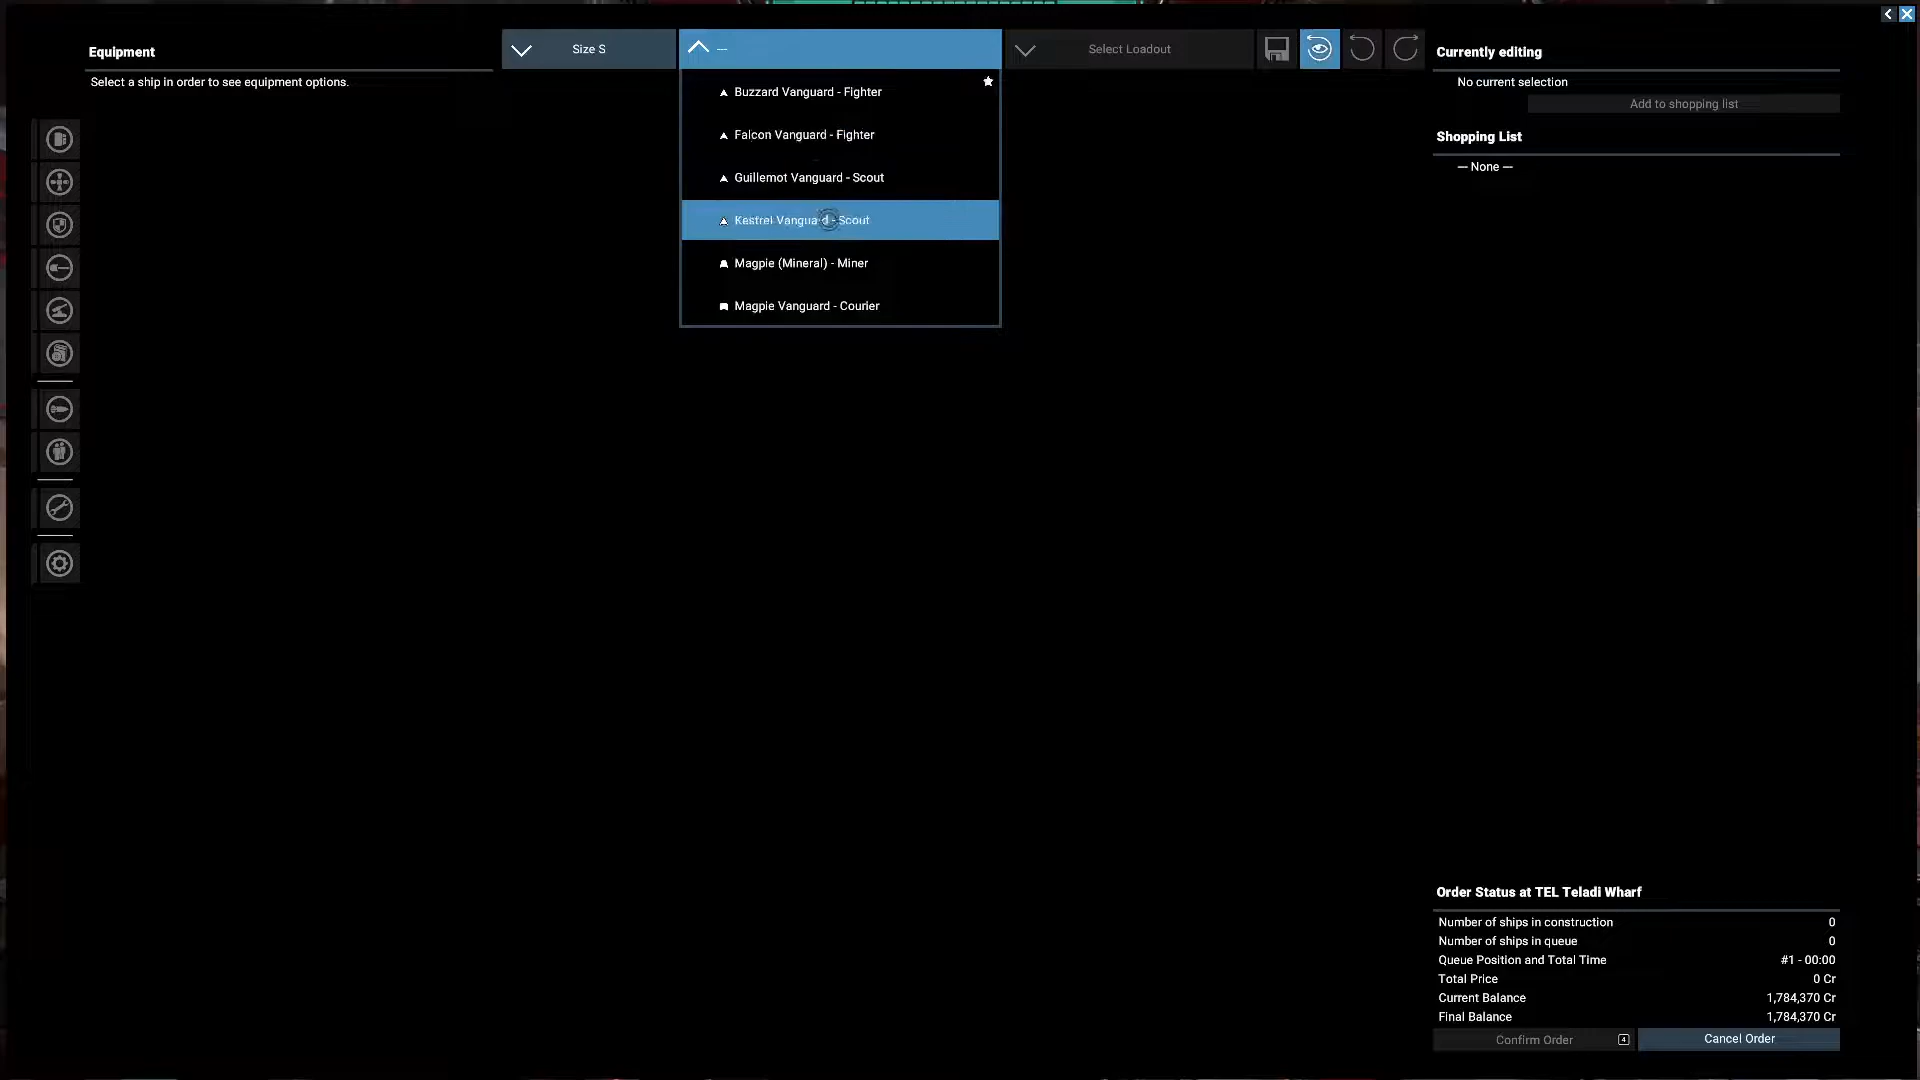 Equipment
Select a ship in order to see equipment options.
Size S
—
Select Loadout
Buzzard Vanguard - Fighter
Falcon Vanguard - Fighter
Guillemot Vanguard - Scout
Kestrel Vanguard - Scout
Magpie (Mineral) - Miner
Magpie Vanguard - Courier
Currently editing
No current selection
Add to shopping list
Shopping List
— None —
Order Status at TEL Teladi Wharf
Number of ships in construction 0
Number of ships in queue 0
Queue Position and Total Time #1 - 00:00
Total Price 0 Cr
Current Balance 1,784,370 Cr
Final Balance 1,784,370 Cr
Confirm Order 4
Cancel Order